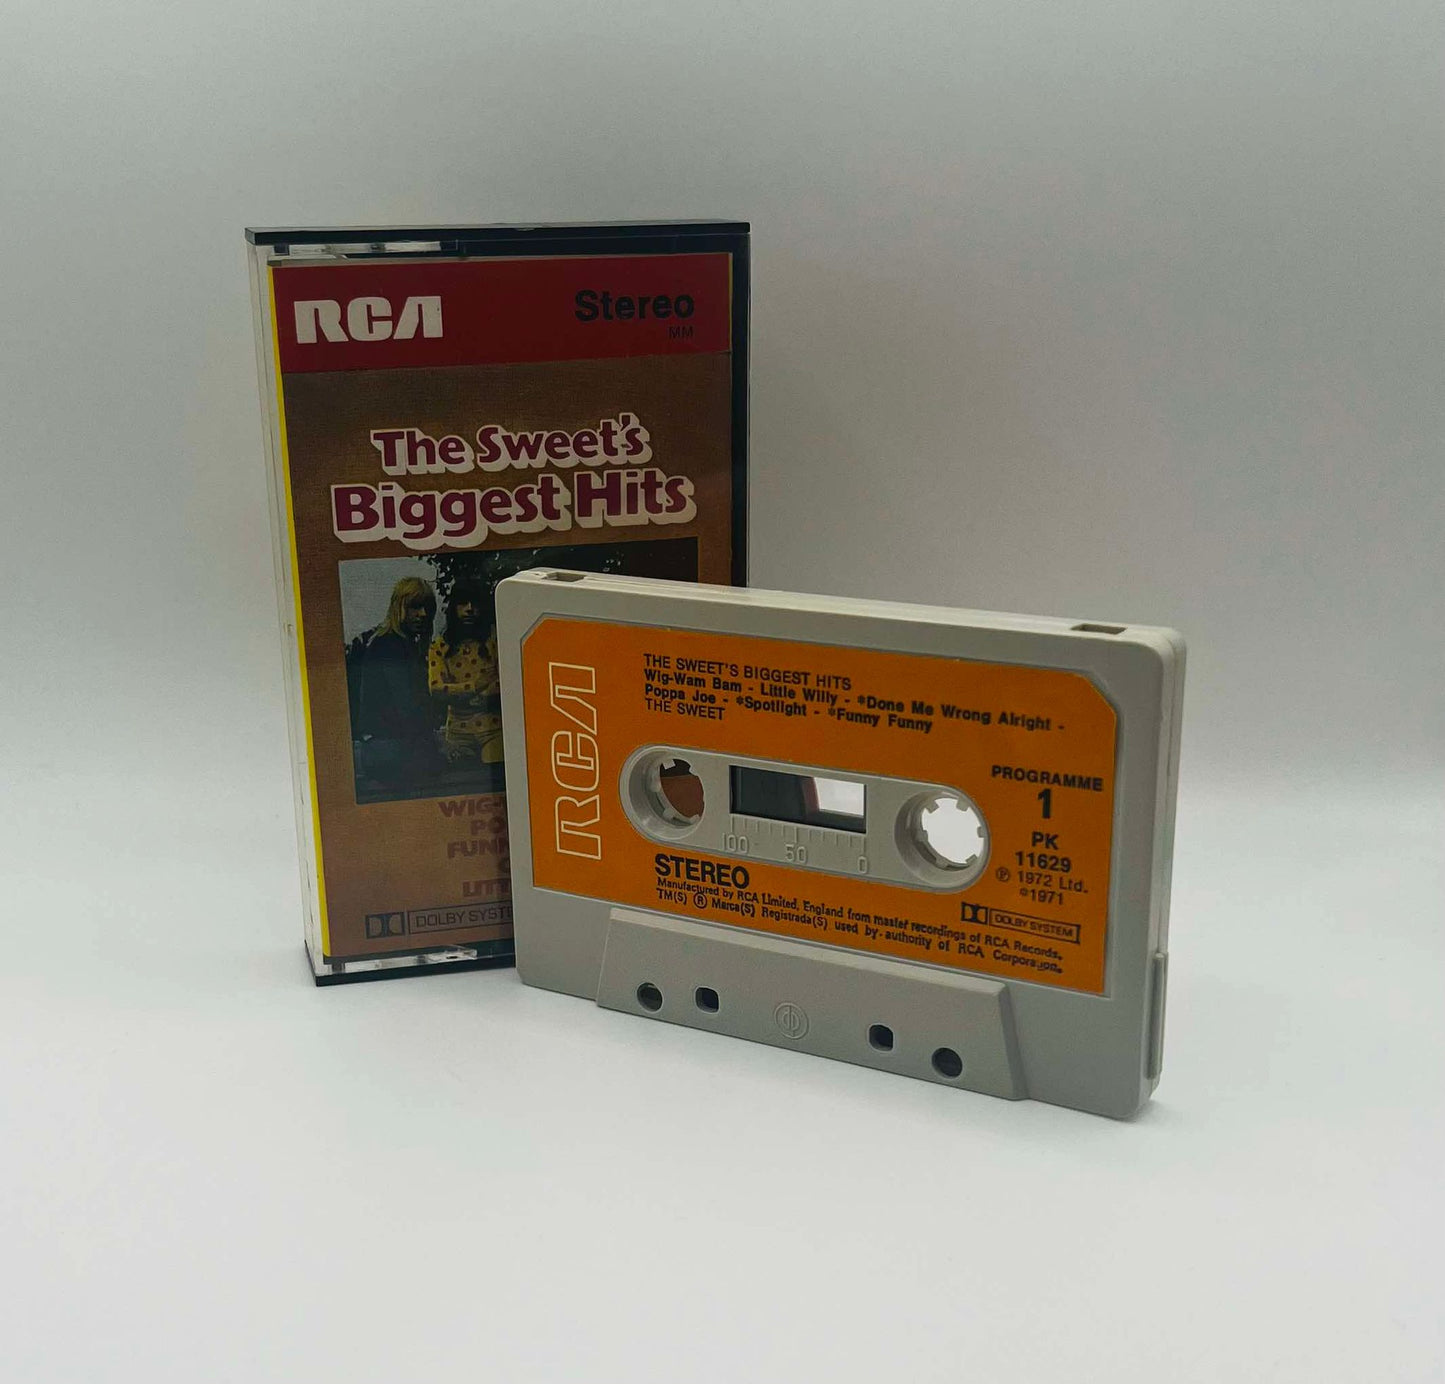 RCA
Stereo
MM
The Sweet's
Biggest Hits
DOLBY SYSTE
RCA
THE SWEET'S BIGGEST HITS
Wig-Wam Bam - Little Willy - *Done Me Wrong Alright -
Poppa Joe - *Spotlight - *Funny Funny
THE SWEET
PROGRAMME
1
PK
11629
℗ 1972 Ltd.
*1971
100 50 0
STEREO
DOLBY SYSTEM
Manufactured by RCA Limited, England from master recordings of RCA Records.
TM(S) ® Marca(S) Registrada(S) used by authority of RCA Corporation.